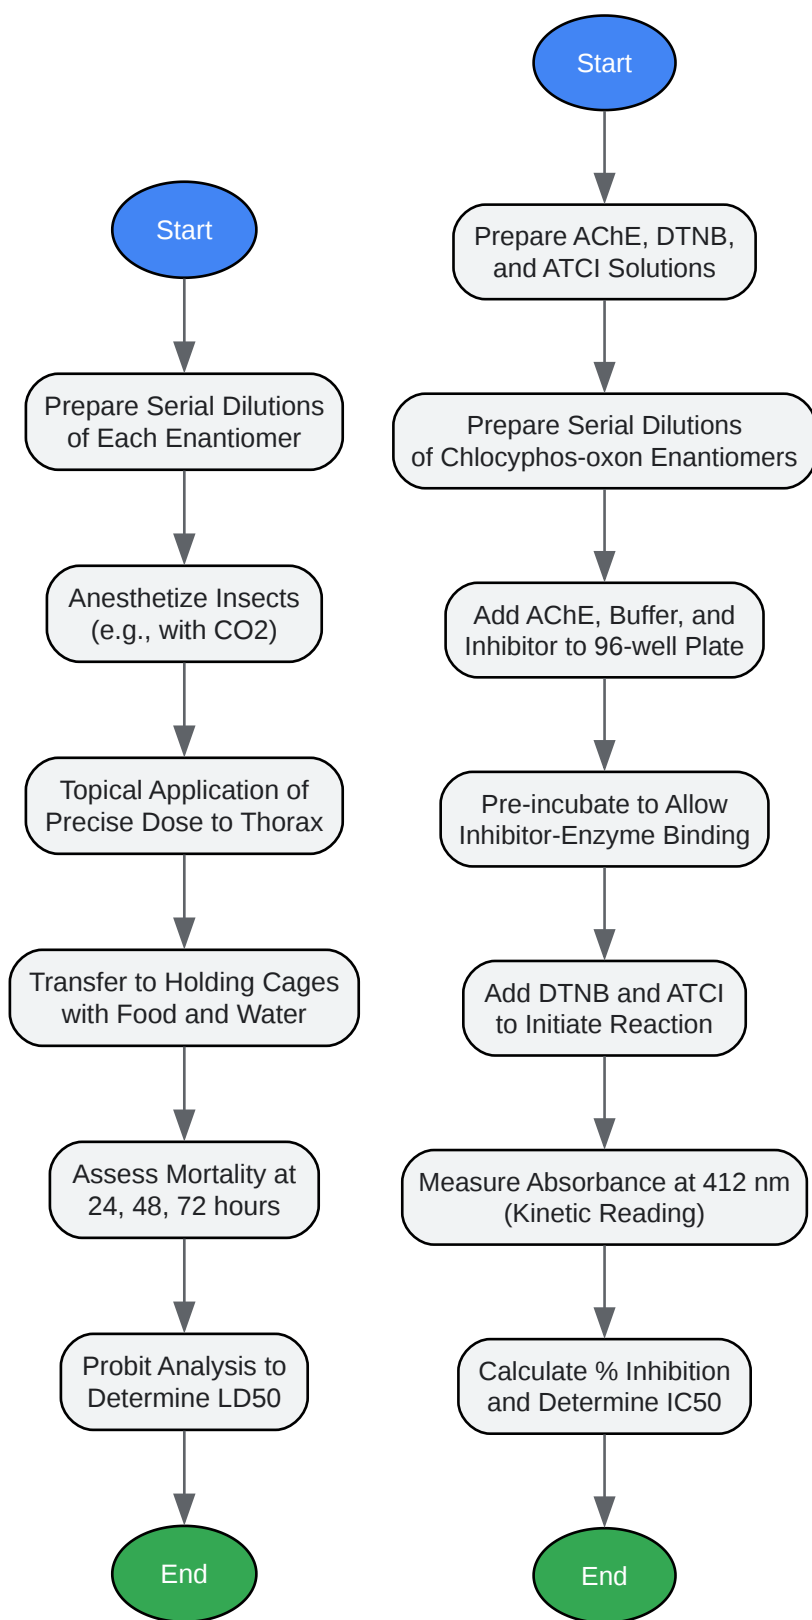 Start
Prepare Serial Dilutions
of Each Enantiomer
Anesthetize Insects
(e.g., with CO2)
Topical Application of
Precise Dose to Thorax
Transfer to Holding Cages
with Food and Water
Assess Mortality at
24, 48, 72 hours
Probit Analysis to
Determine LD50
End
Start
Prepare AChE, DTNB,
and ATCI Solutions
Prepare Serial Dilutions
of Chlocyphos-oxon Enantiomers
Add AChE, Buffer, and
Inhibitor to 96-well Plate
Pre-incubate to Allow
Inhibitor-Enzyme Binding
Add DTNB and ATCI
to Initiate Reaction
Measure Absorbance at 412 nm
(Kinetic Reading)
Calculate % Inhibition
and Determine IC50
End